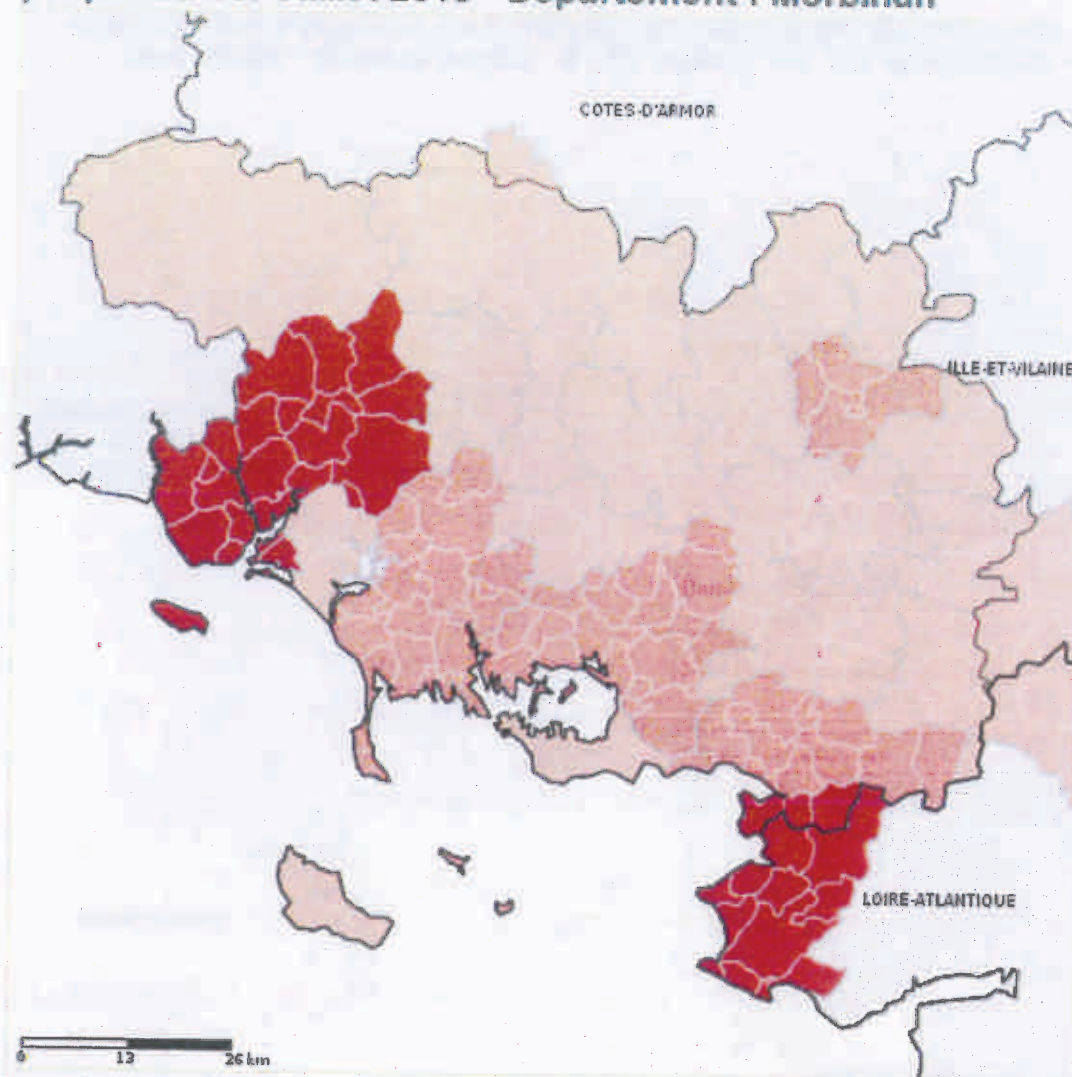 Département : Morbihan
COTES-D'ARMOR
ILLE-ET-VILAINE
LOIRE-ATLANTIQUE
0 13 26 km